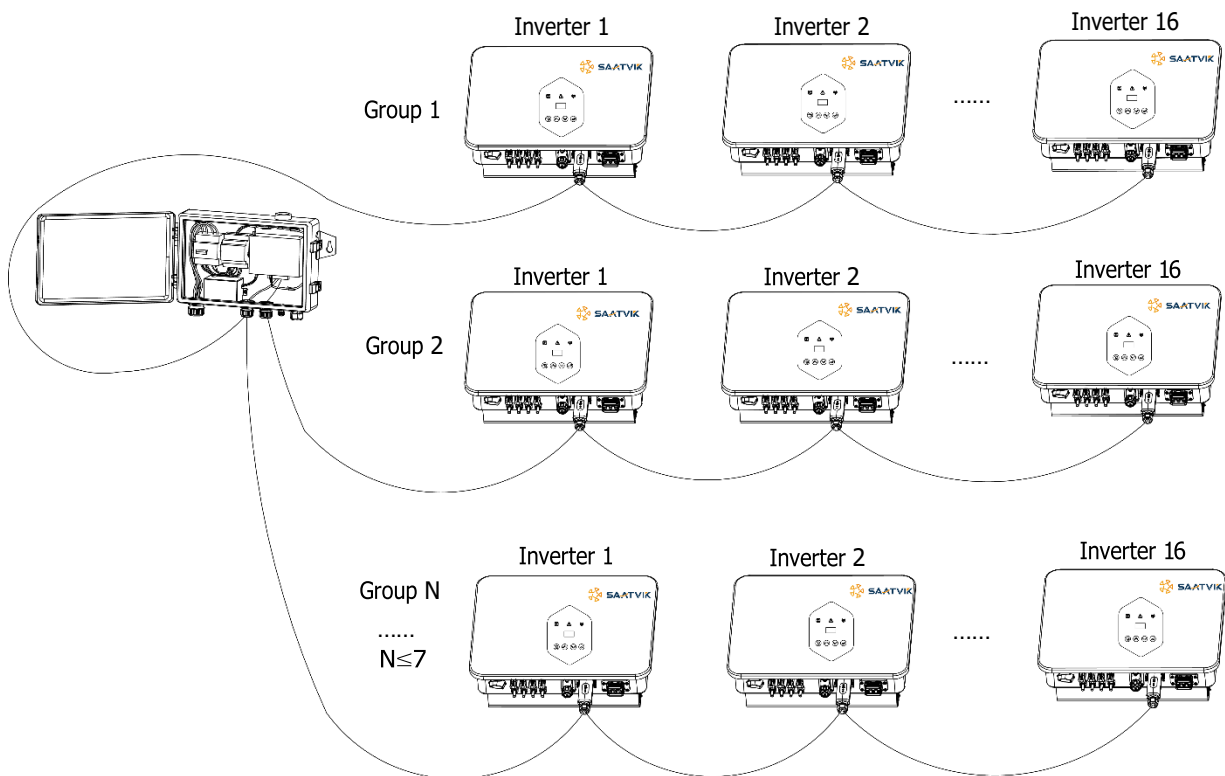 Inverter 1
Inverter 2
Inverter 16
SAATVIK
SAATVIK
SAATVIK
Group 1
......
Inverter 1
Inverter 2
Inverter 16
SAATVIK
SAATVIK
SAATVIK
Group 2
......
Inverter 1
Inverter 2
Inverter 16
Group N
SAATVIK
SAATVIK
SAATVIK
......
......
N≤7